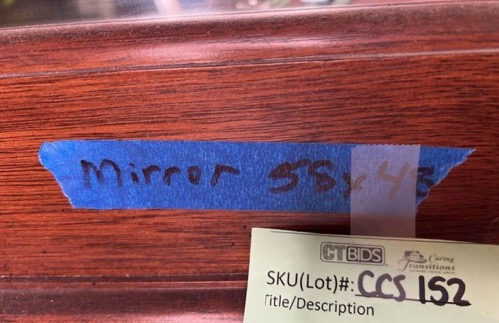 Mirror 58x43
CTBIDS
Caring
Transitions
SKU(Lot)#: CCS 152
Title/Description